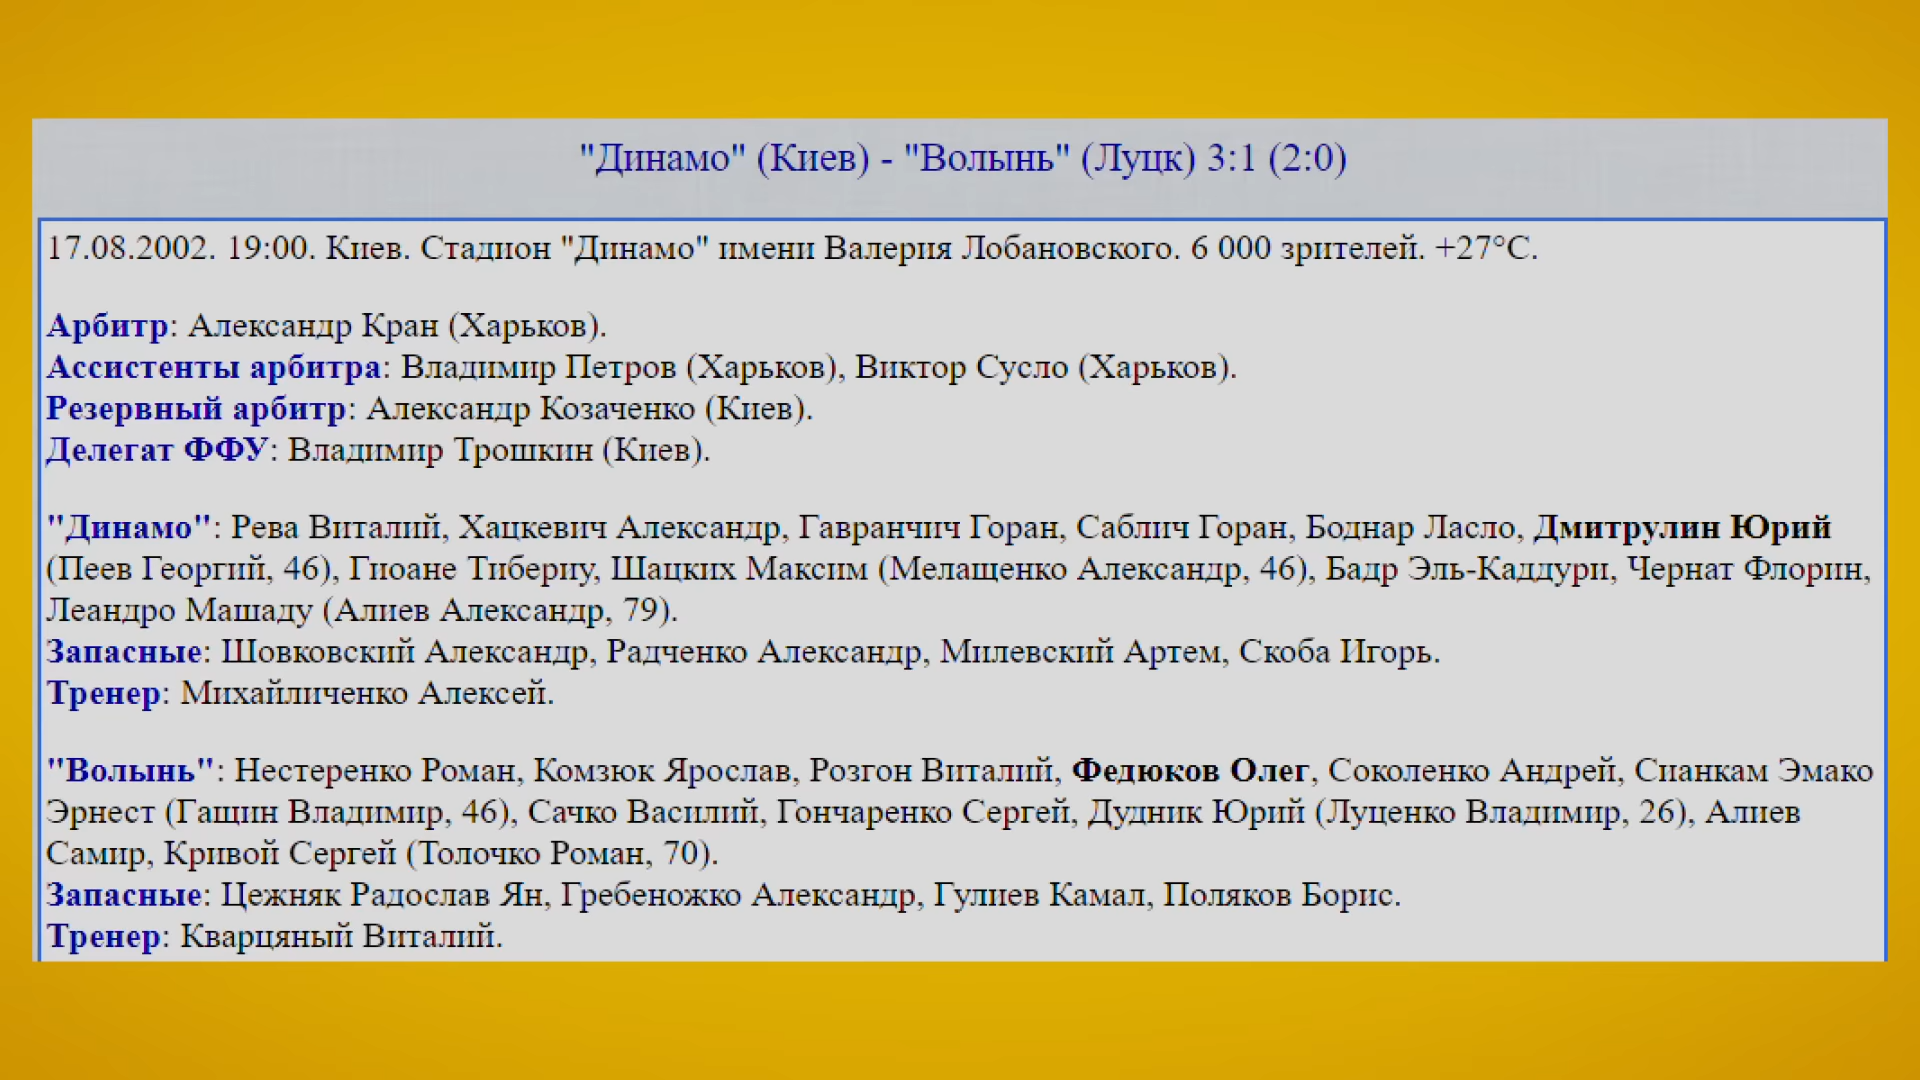 "Динамо" (Киев) - "Волынь" (Луцк) 3:1 (2:0)
17.08.2002. 19:00. Киев. Стадион "Динамо" имени Валерия Лобановского. 6 000 зрителей. +27°C.
Арбитр: Александр Кран (Харьков).
Ассистенты арбитра: Владимир Петров (Харьков), Виктор Сусло (Харьков).
Резервный арбитр: Александр Козаченко (Киев).
Делегат ФФУ: Владимир Трошкин (Киев).
"Динамо": Рева Виталий, Хацкевич Александр, Гавранчич Горан, Саблич Горан, Боднар Ласло, Дмитрулин Юрий
(Пеев Георгий, 46), Гиоане Тибериу, Шацких Максим (Мелащенко Александр, 46), Бадр Эль-Каддури, Чернат Флорин,
Леандро Машаду (Алиев Александр, 79).
Запасные: Шовковский Александр, Радченко Александр, Милевский Артем, Скоба Игорь.
Тренер: Михайличенко Алексей.
"Волынь": Нестеренко Роман, Комзюк Ярослав, Розгон Виталий, Федюков Олег, Соколенко Андрей, Сианкам Эмако
Эрнест (Гащин Владимир, 46), Сачко Василий, Гончаренко Сергей, Дудник Юрий (Луценко Владимир, 26), Алиев
Самир, Кривой Сергей (Толочко Роман, 70).
Запасные: Цежняк Радослав Ян, Гребеножко Александр, Гулиев Камал, Поляков Борис.
Тренер: Кварцяный Виталий.